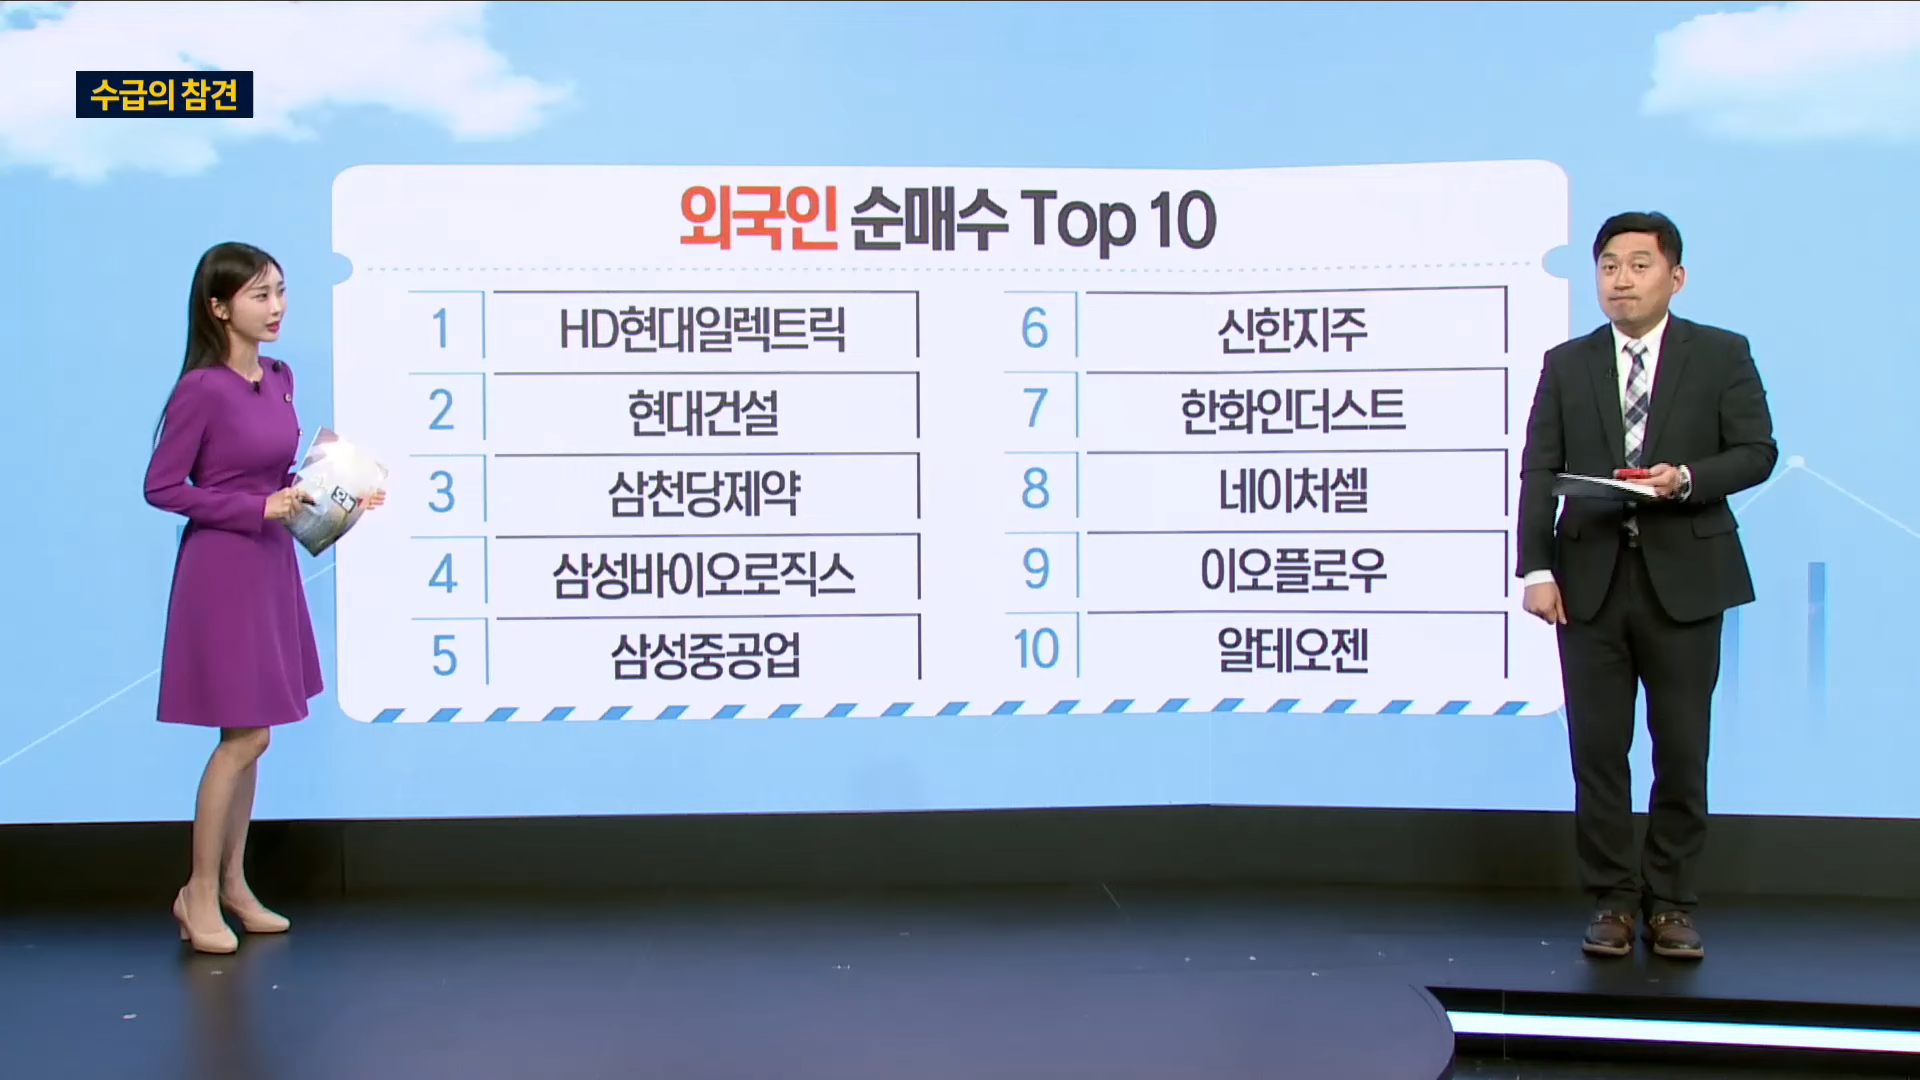 수급의 참견
외국인 순매수 Top 10
1 HD현대일렉트릭
2 현대건설
3 삼천당제약
4 삼성바이오로직스
5 삼성중공업
6 신한지주
7 한화인더스트
8 네이처셀
9 이오플로우
10 알테오젠